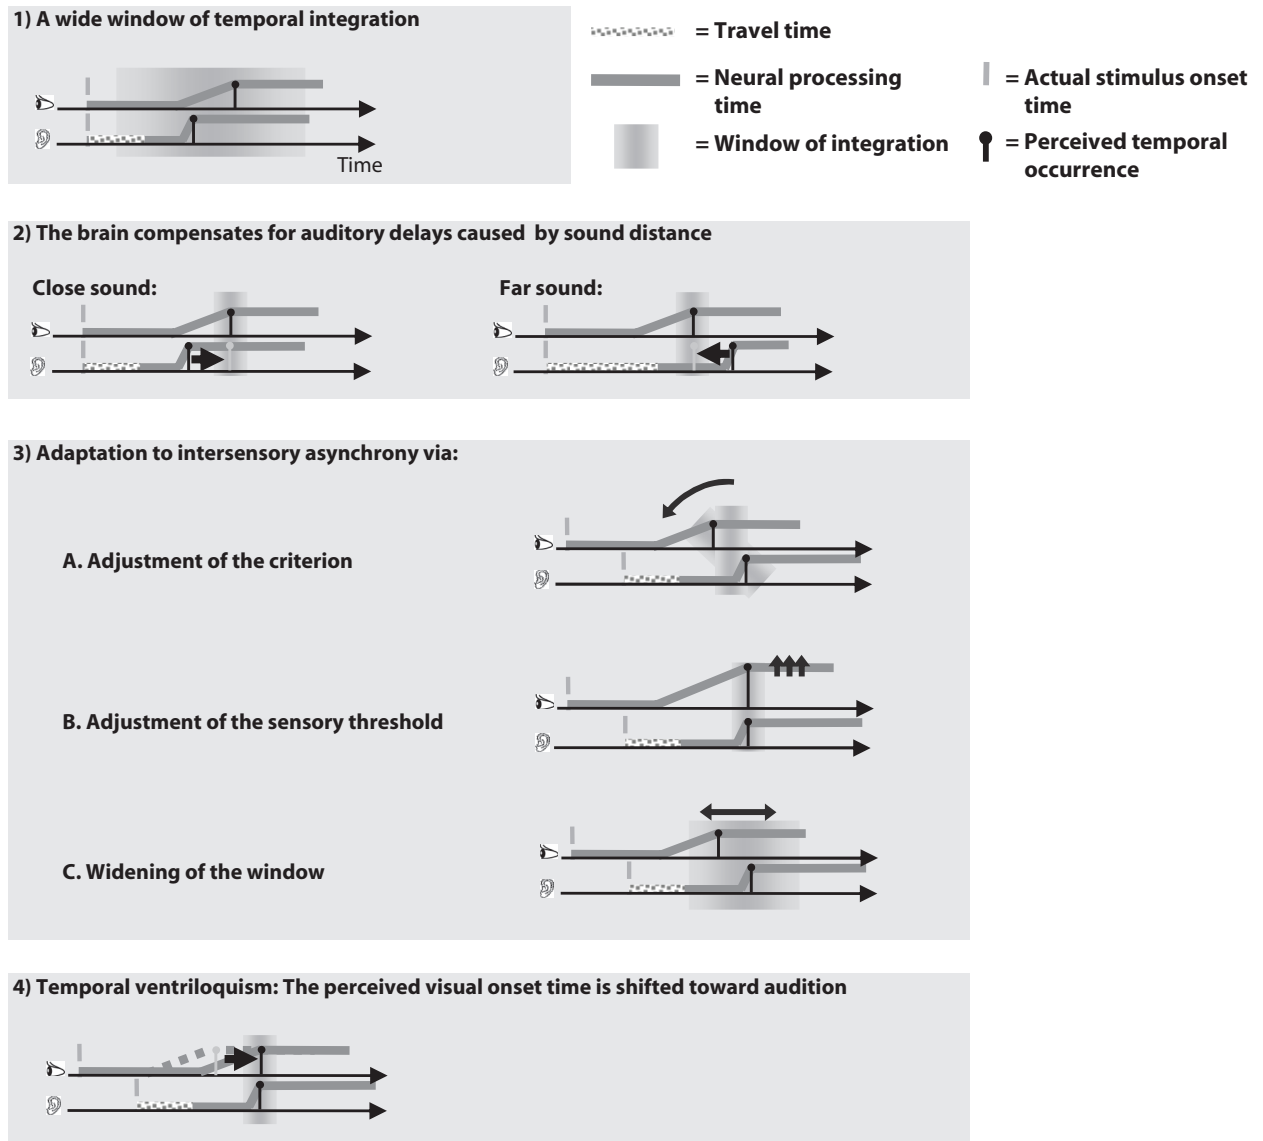 1) A wide window of temporal integration
Time
= Travel time
= Neural processing
time
= Window of integration
= Actual stimulus onset
time
= Perceived temporal
occurrence
2) The brain compensates for auditory delays caused by sound distance
Close sound:
Far sound:
3) Adaptation to intersensory asynchrony via:
A. Adjustment of the criterion
B. Adjustment of the sensory threshold
C. Widening of the window
4) Temporal ventriloquism: The perceived visual onset time is shifted toward audition